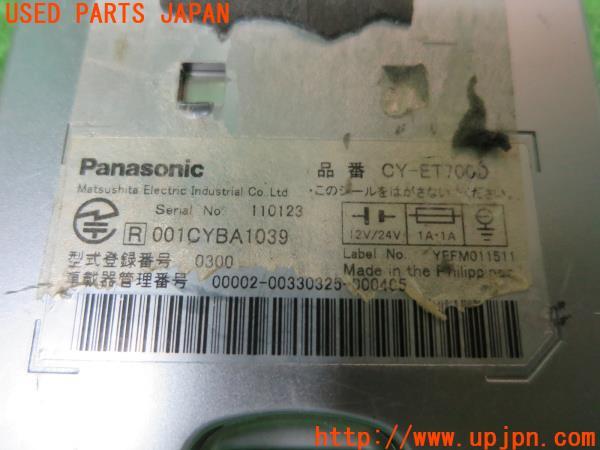 USED PARTS JAPAN
Panasonic
品番 CY-ET700D
Matsushita Electric Industrial Co. Ltd
・このシールをはがさないでください。
Serial No 110123
R 001CYBA1039
12V/24V 1A・1A
Label No. YEFM011511
型式登録番号 0300
Made in the Philippines
車載器管理番号 00002-00330325-000405
UPJ
http://www.upjpn.com/